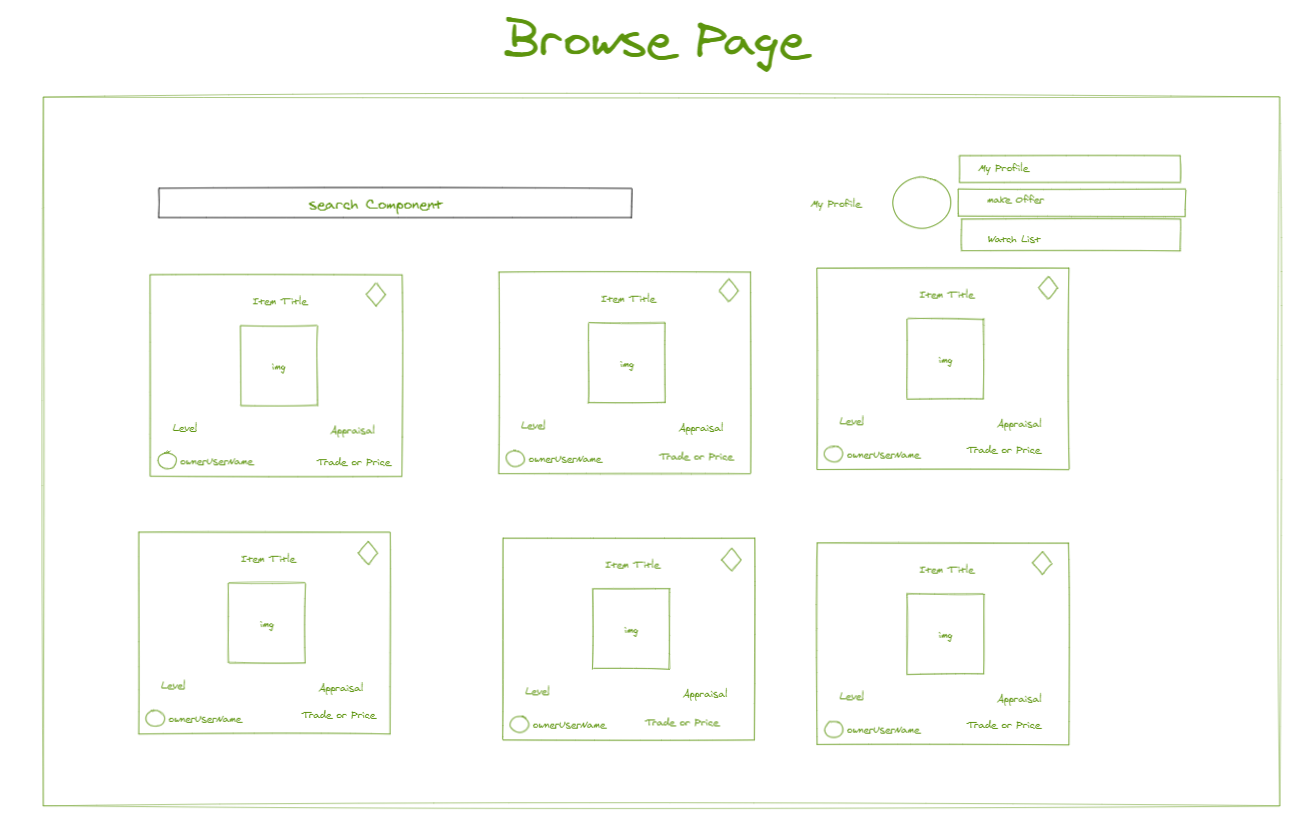 Browse Page
My Profile
search Component
My Profile
make Offer
Watch List
Item Title
img
Level
Appraisal
ownerUserName
Trade or Price
Item Title
img
Level
Appraisal
ownerUserName
Trade or Price
Item Title
img
Level
Appraisal
ownerUserName
Trade or Price
Item Title
img
Level
Appraisal
ownerUserName
Trade or Price
Item Title
img
Level
Appraisal
ownerUserName
Trade or Price
Item Title
img
Level
Appraisal
ownerUserName
Trade or Price